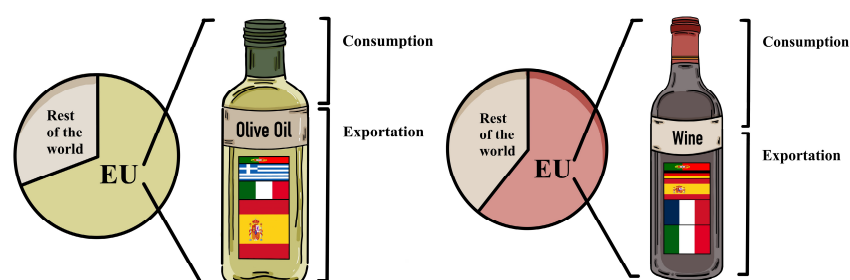 Consumption
Rest
of the
world
EU
Olive Oil
Exportation
Consumption
Rest
of the
world
EU
Wine
Exportation